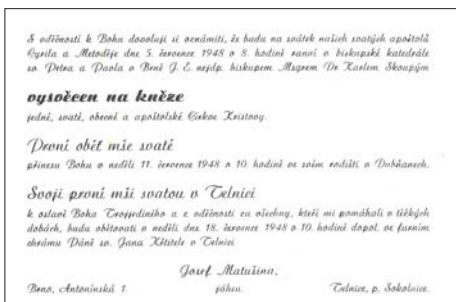 S vděčností k Bohu dovoluji si oznámiti, že budu na svátek našich svatých apoštolů
Cyrila a Metoděje dne 5. července 1948 o 8. hodině ranní v biskupské katedrále
sv. Petra a Pavla v Brně J. E. nejdp. biskupem Msgrem Dr Karlem Skoupým
vysvěcen na kněze
jedné, svaté, obecné a apoštolské Církve Kristovy.
První oběť mše svaté
přinesu Bohu v neděli 11. července 1948 o 10. hodině ve svém rodišti v Dubňanech.
Svoji první mši svatou v Telnici
k oslavě Boha Trojjediného a z vděčnosti za všechny, kteří mi pomáhali v těžkých
dobách, budu obětovati v neděli dne 18. července 1948 o 10. hodině dopol. ve farním
chrámu Páně sv. Jana Křtitele v Telnici
Josef Matušina,
Brno, Antonínská 1. jáhen. Telnice, p. Sokolnice.